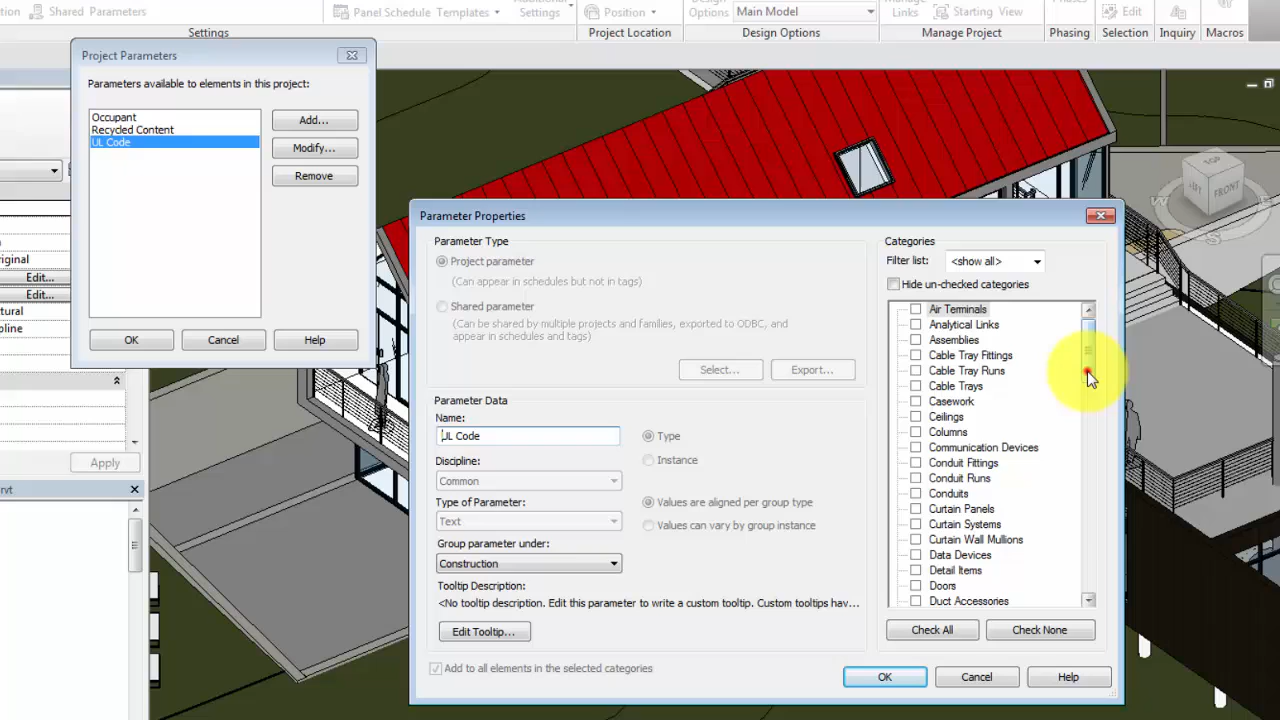 Shared Parameters
Panel Schedule Templates
Settings
Position
Design
Options
Main Model
Manage
Links
Starting View
Phases
Edit
Settings
Project Location
Design Options
Manage Project
Phasing
Selection
Inquiry
Macros
Project Parameters
Parameters available to elements in this project:
Occupant
Recycled Content
UL Code
Add...
Modify...
Remove
OK
Cancel
Help
Edit...
Edit...
Apply
rvt
TOP
FRONT
W
S
Parameter Properties
Parameter Type
Project parameter
(Can appear in schedules but not in tags)
Shared parameter
(Can be shared by multiple projects and families, exported to ODBC, and
appear in schedules and tags)
Select...
Export...
Parameter Data
Name:
UL Code
Type
Discipline:
Instance
Common
Type of Parameter:
Values are aligned per group type
Text
Values can vary by group instance
Group parameter under:
Construction
Tooltip Description:
<No tooltip description. Edit this parameter to write a custom tooltip. Custom tooltips hav...
Edit Tooltip...
Add to all elements in the selected categories
Categories
Filter list:
<show all>
Hide un-checked categories
Air Terminals
Analytical Links
Assemblies
Cable Tray Fittings
Cable Tray Runs
Cable Trays
Casework
Ceilings
Columns
Communication Devices
Conduit Fittings
Conduit Runs
Conduits
Curtain Panels
Curtain Systems
Curtain Wall Mullions
Data Devices
Detail Items
Doors
Duct Accessories
Check All
Check None
OK
Cancel
Help